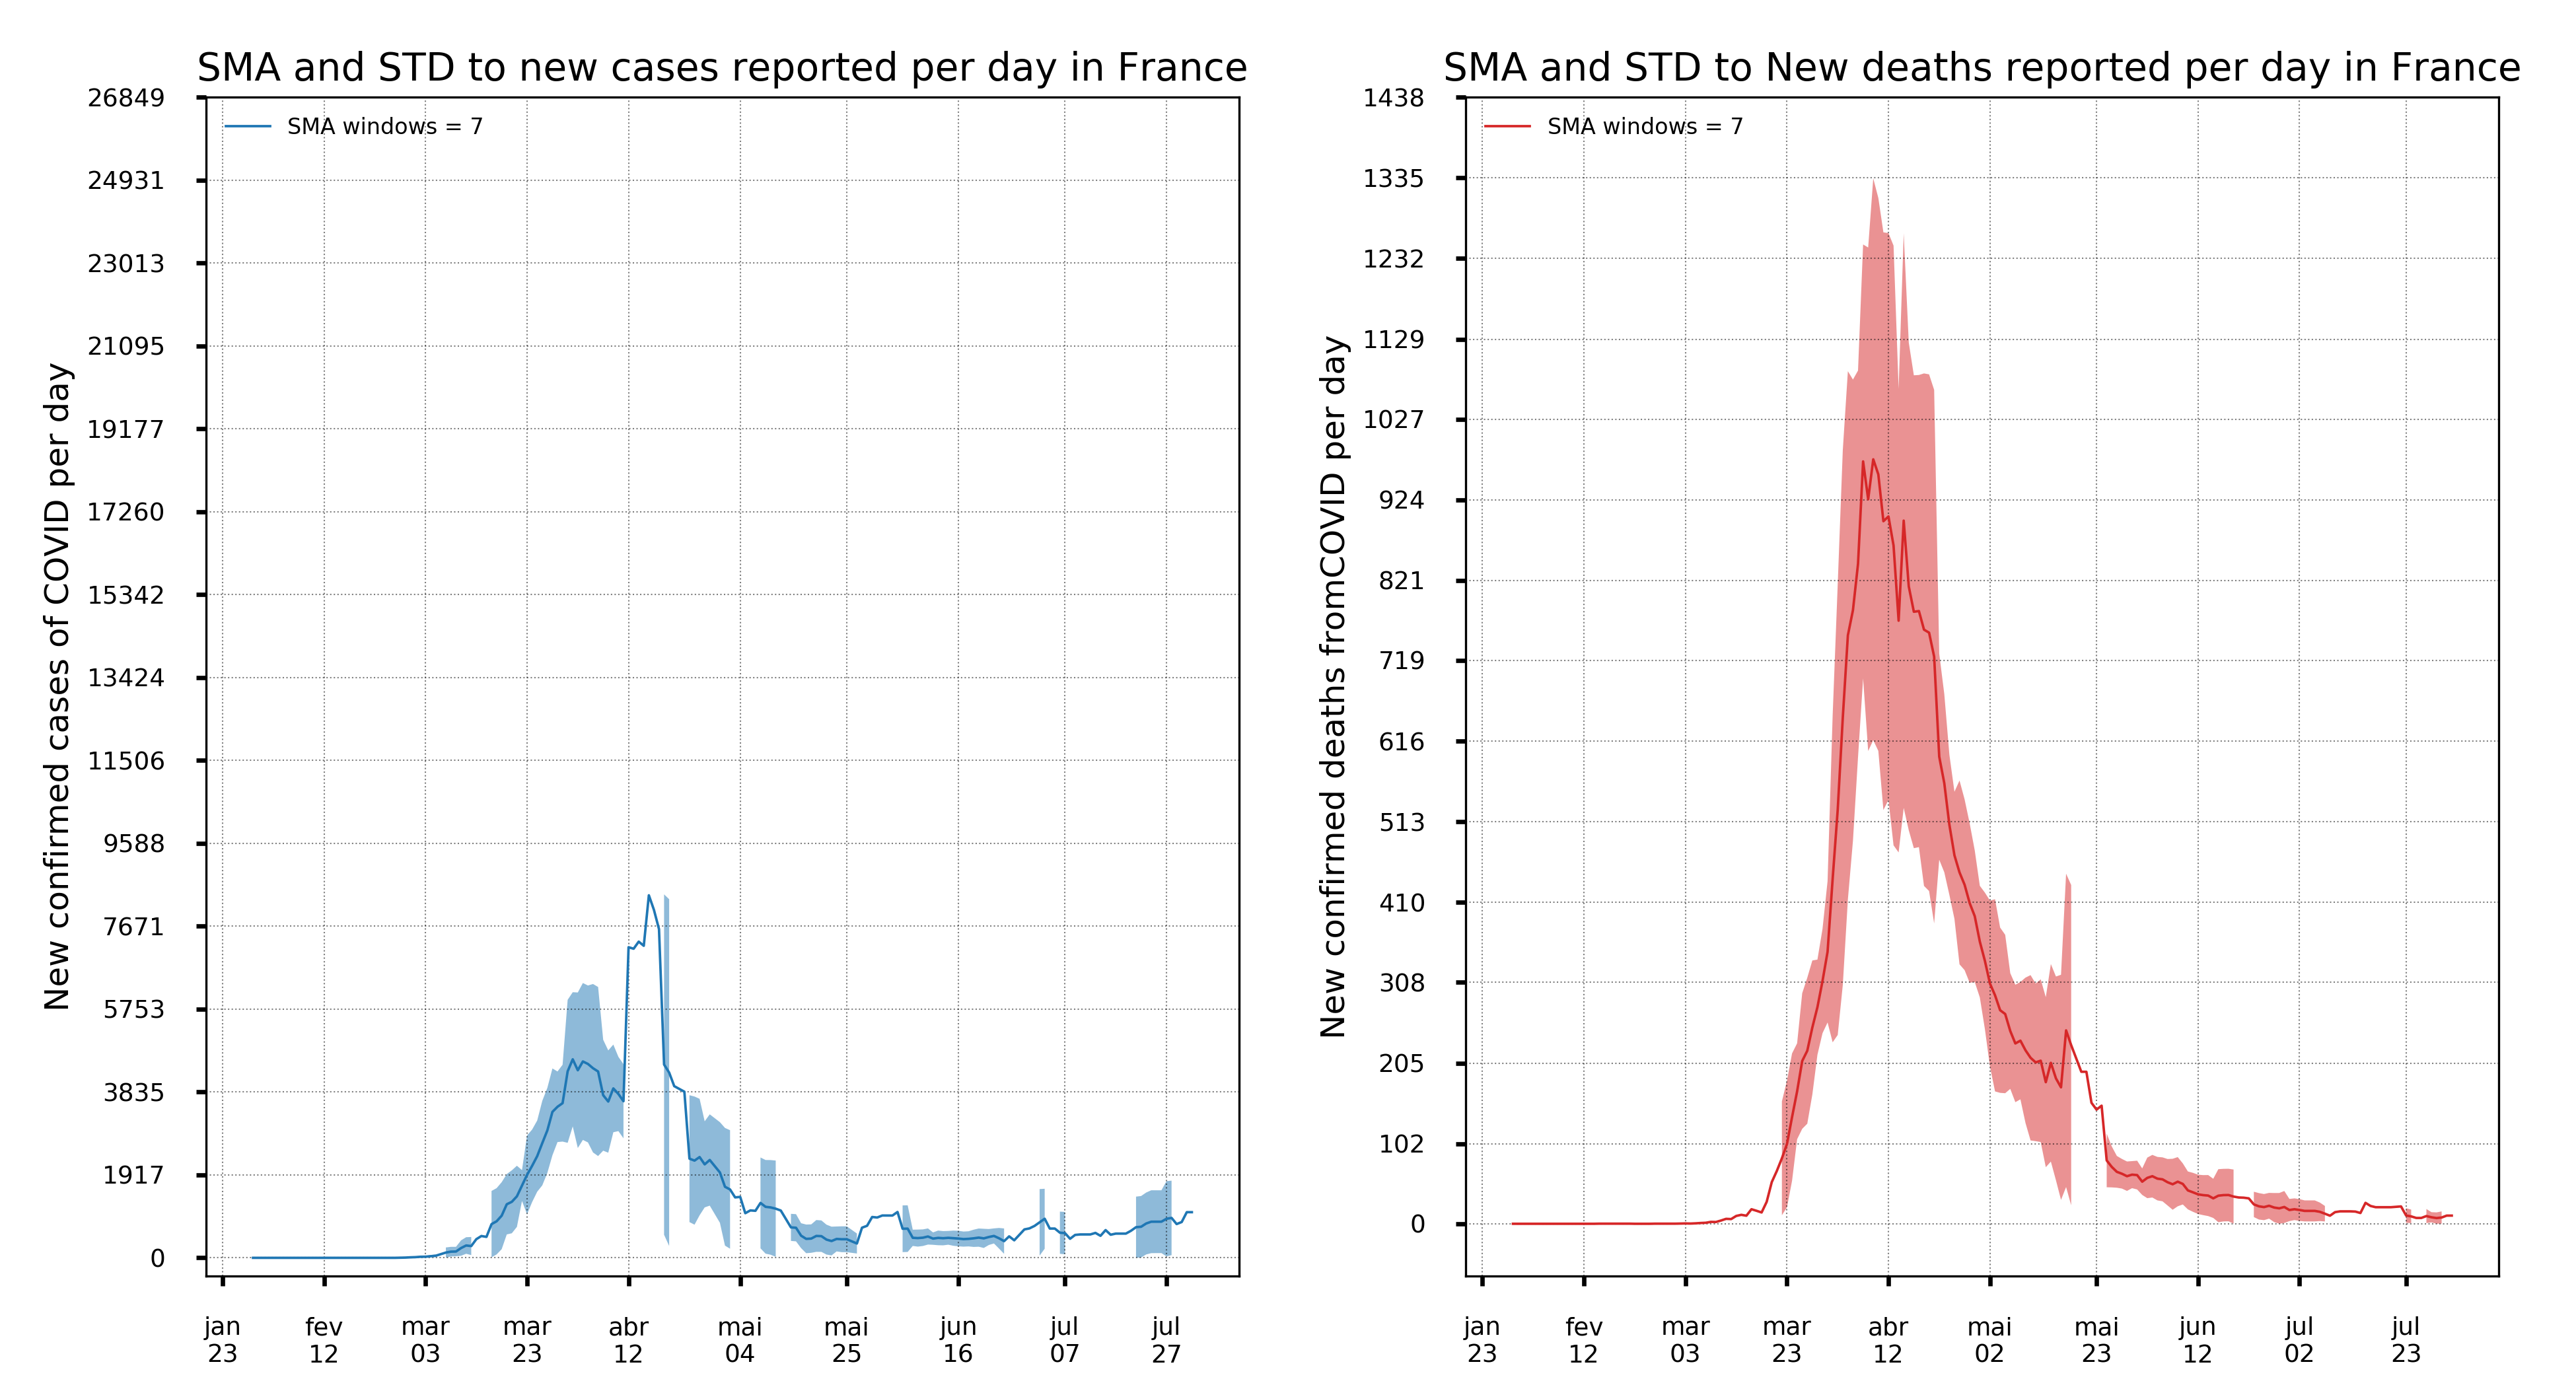 SMA and STD to new cases reported per day in France
26849
24931
23013
21095
19177
17260
15342
13424
11506
9588
7671
5753
3835
1917
0
New confirmed cases of COVID per day
SMA windows = 7
jan
23
fev
12
mar
03
mar
23
abr
12
mai
04
mai
25
jun
16
jul
07
jul
27
SMA and STD to New deaths reported per day in France
1438
1335
1232
1129
1027
924
821
719
616
513
410
308
205
102
0
New confirmed deaths fromCOVID per day
SMA windows = 7
jan
23
fev
12
mar
03
mar
23
abr
12
mai
02
mai
23
jun
12
jul
02
jul
23